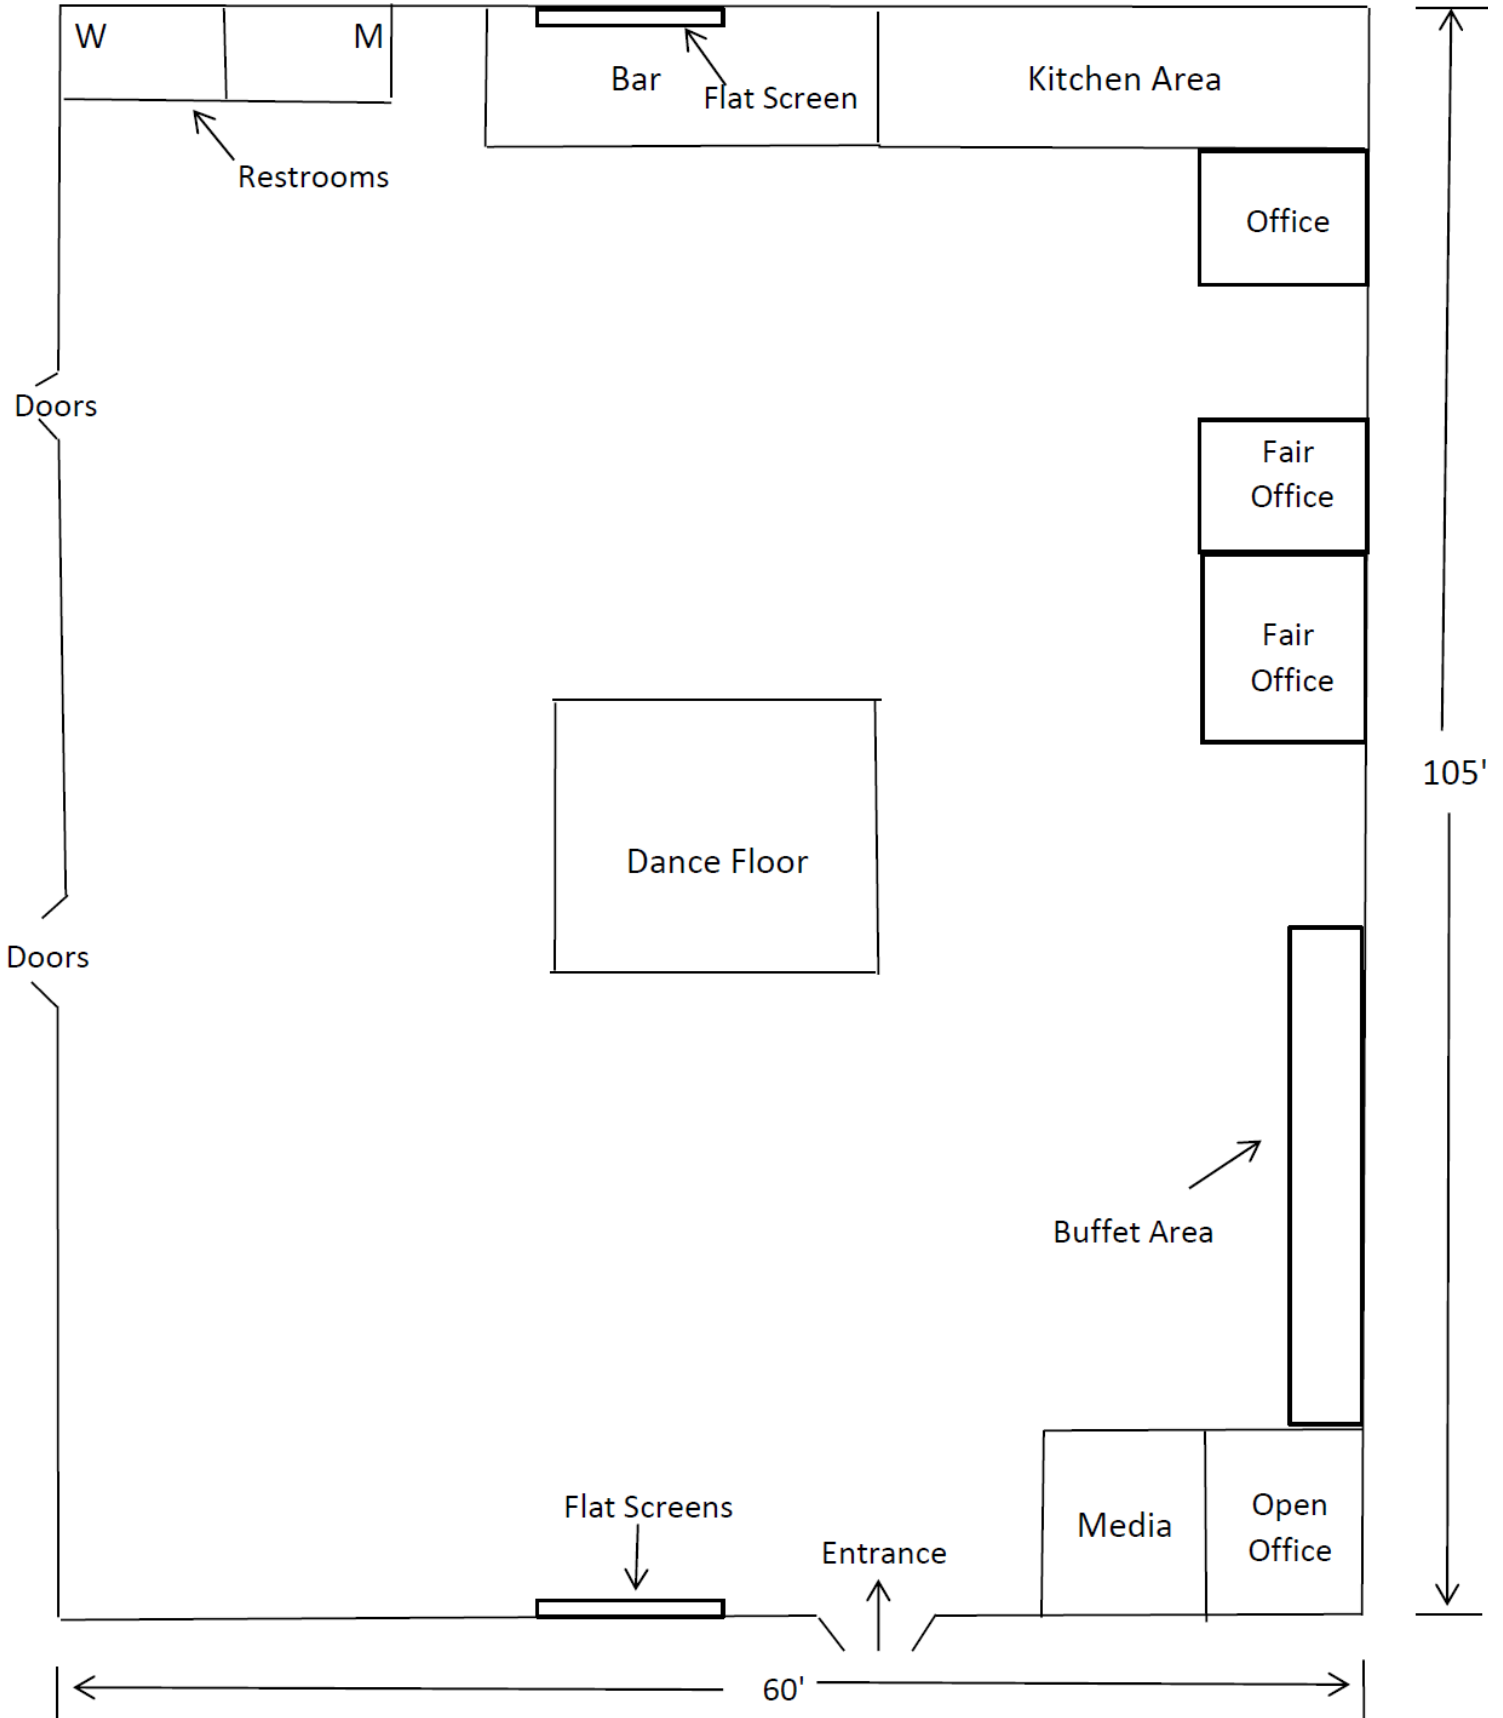 W
M
Bar
Flat Screen
Kitchen Area
Restrooms
Office
Doors
Fair
Office
Fair
Office
105'
Dance Floor
Doors
Buffet Area
Flat Screens
Media
Open
Office
Entrance
60'